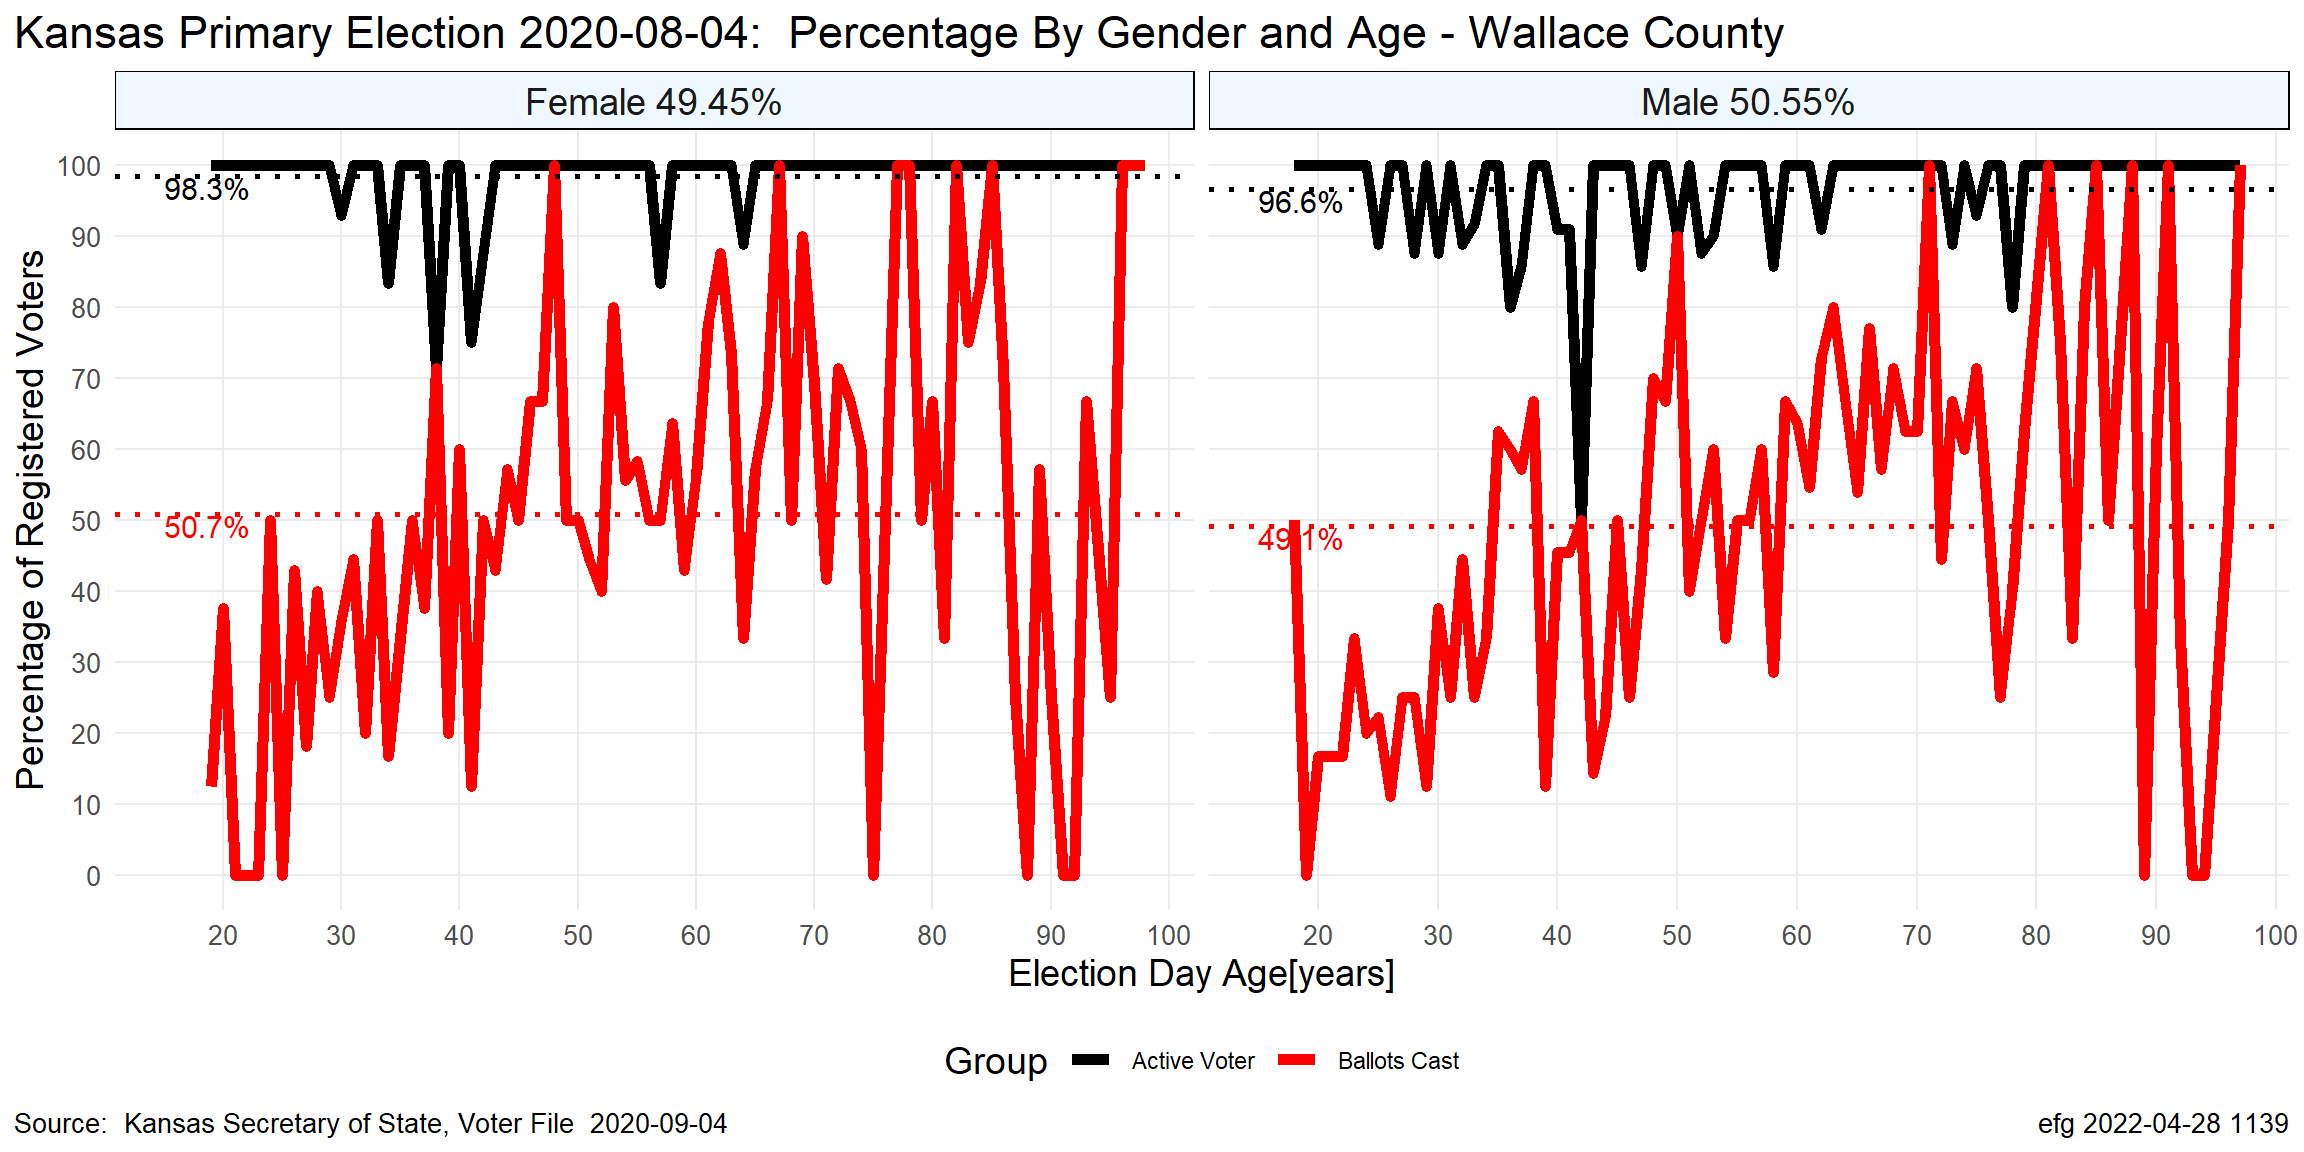 Kansas Primary Election 2020-08-04:  Percentage By Gender and Age - Wallace County
Female 49.45%
Male 50.55%
Percentage of Registered Voters
100
90
80
70
60
50
40
30
20
10
0
98.3%
50.7%
96.6%
49.1%
20 30 40 50 60 70 80 90 100
20 30 40 50 60 70 80 90 100
Election Day Age[years]
Group Active Voter Ballots Cast
Source:  Kansas Secretary of State, Voter File  2020-09-04
efg 2022-04-28 1139